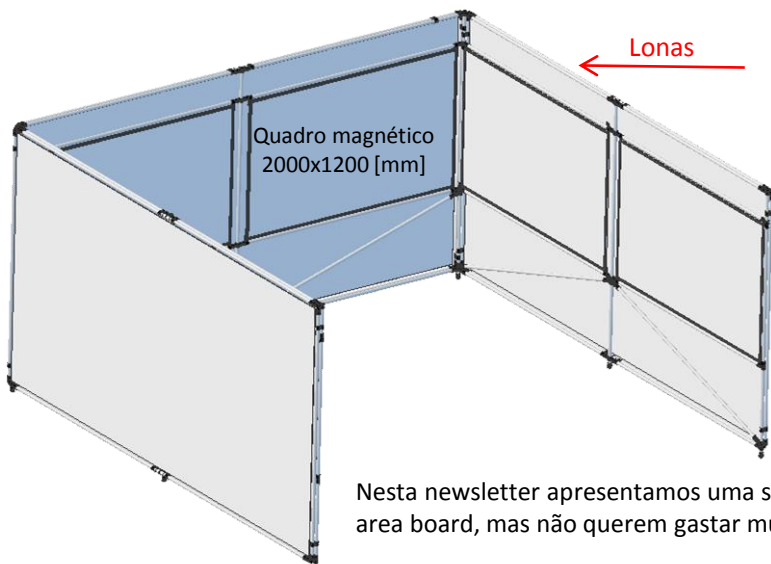 Lonas
Quadro magnético
2000x1200 [mm]
Nesta newsletter apresentamos uma
area board, mas não querem gastar